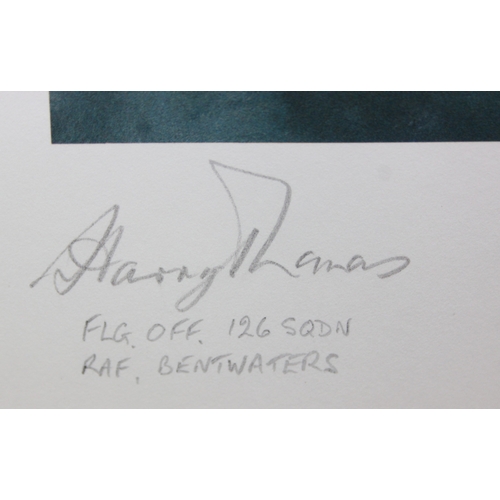 Harry Thomas
FLG. OFF. 126 SQDN
RAF, BENTWATERS